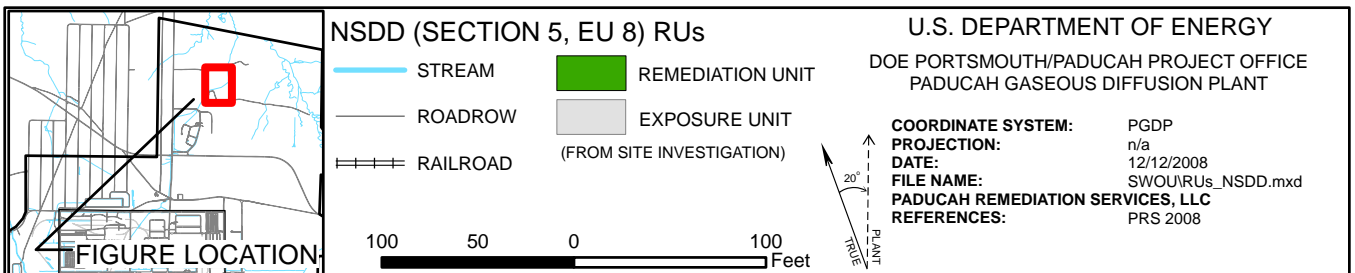 NSDD (SECTION 5, EU 8) RUs
STREAM
ROADROW
RAILROAD
REMEDIATION UNIT
EXPOSURE UNIT
(FROM SITE INVESTIGATION)
100 50 0 100
Feet
FIGURE LOCATION
U.S. DEPARTMENT OF ENERGY
DOE PORTSMOUTH/PADUCAH PROJECT OFFICE
PADUCAH GASEOUS DIFFUSION PLANT
20°
TRUE
PLANT
COORDINATE SYSTEM: PGDP
PROJECTION: n/a
DATE: 12/12/2008
FILE NAME: SWOU\RUs_NSDD.mxd
PADUCAH REMEDIATION SERVICES, LLC
REFERENCES: PRS 2008